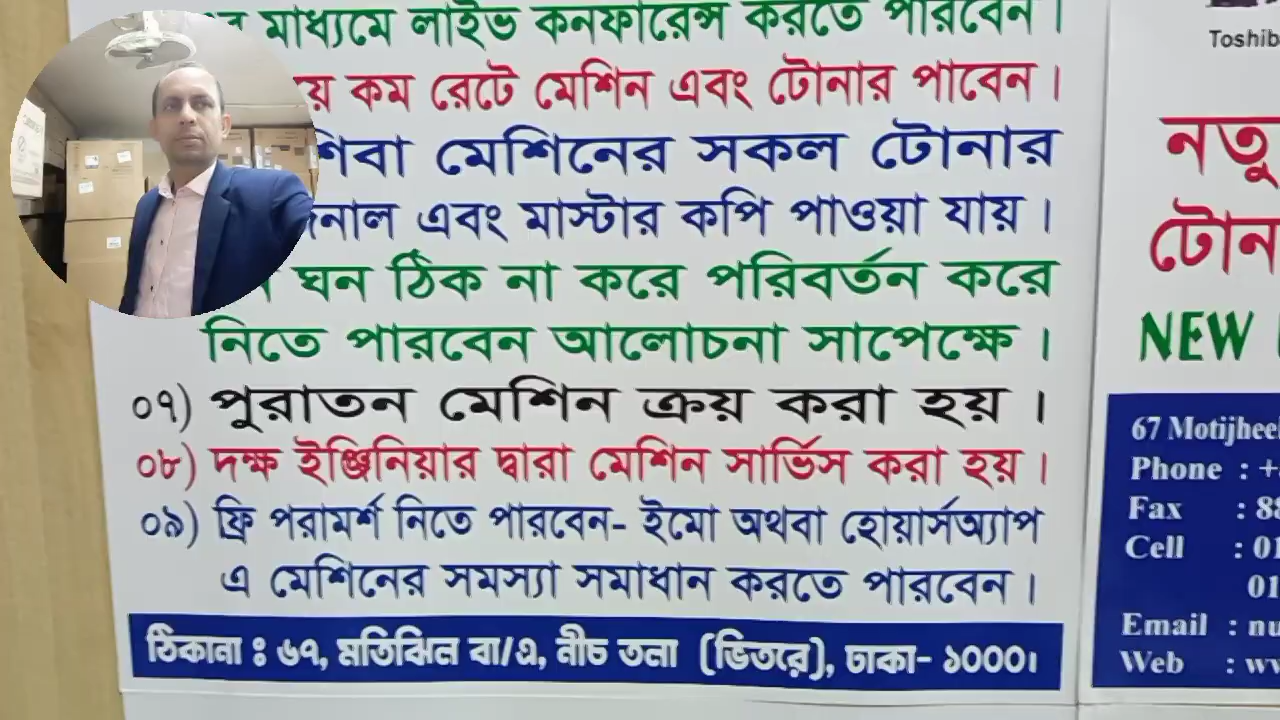 মাধ্যমে লাইভ কনফারেন্স করতে পারবেন।
কম রেটে মেশিন এবং টোনার পাবেন।
মেশিনের সকল টোনার
এবং মাস্টার কপি পাওয়া যায়।
ঘন ঠিক না করে পরিবর্তন করে
নিতে পারবেন আলোচনা সাপেক্ষে।
০৭) পুরাতন মেশিন ক্রয় করা হয়।
০৮) দক্ষ ইঞ্জিনিয়ার দ্বারা মেশিন সার্ভিস করা হয়।
০৯) ফ্রি পরামর্শ নিতে পারবেন- ইমো অথবা হোয়ার্সঅ্যাপ
এ মেশিনের সমস্যা সমাধান করতে পারবেন।
ঠিকানা : ৬৭, মতিঝিল বা/এ, নীচ তলা (ভিতরে), ঢাকা- ১০০০।
Toshib
নতু
টোন
NEW
67 Motijhee
Phone : +
Fax : 8
Cell : 01
01
Email : nu
Web : w